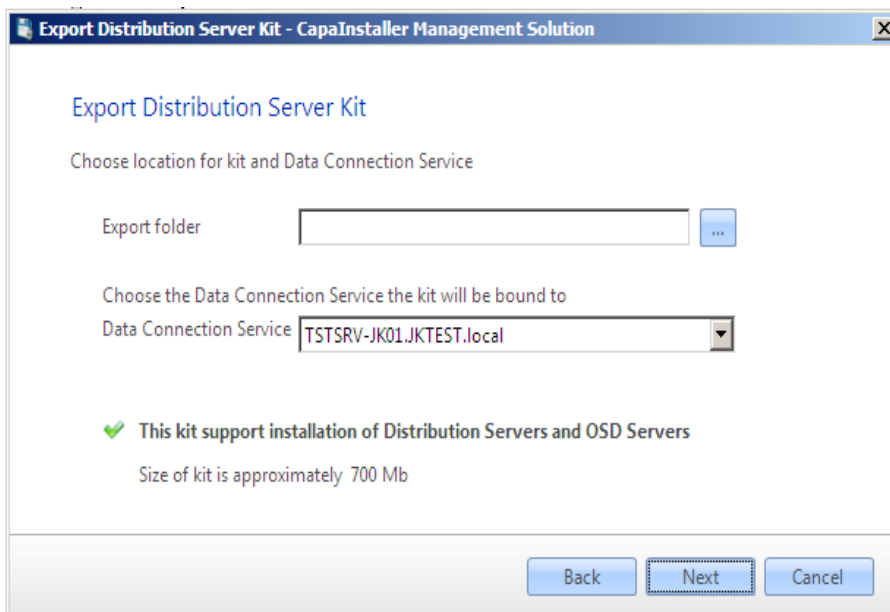 Export Distribution Server Kit - CapaInstaller Management Solution
Export Distribution Server Kit
Choose location for kit and Data Connection Service
Export folder
...
Choose the Data Connection Service the kit will be bound to
Data Connection Service TSTSRV-JK01.JKTEST.local
This kit support installation of Distribution Servers and OSD Servers
Size of kit is approximately 700 Mb
Back Next Cancel